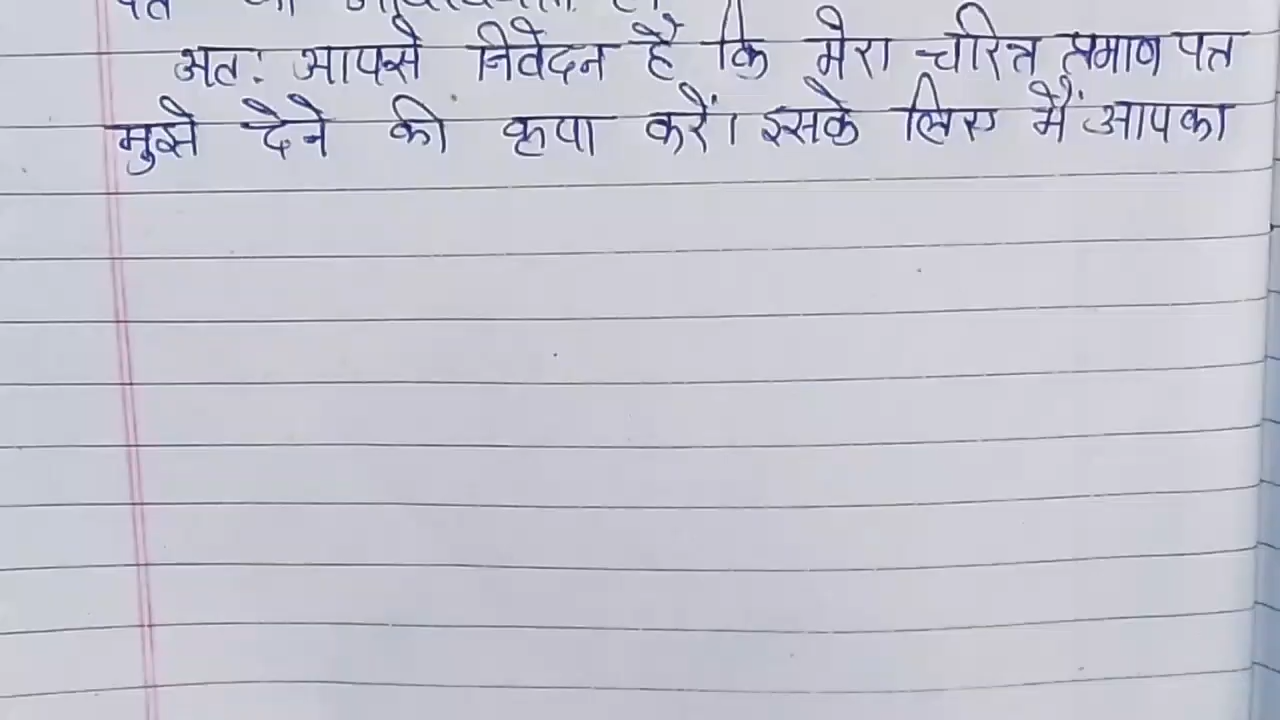 अतः आपसे निवेदन है कि मेरा चरित्र प्रमाण पत्र
मुझे देने की कृपा करें। इसके लिए मैं आपका